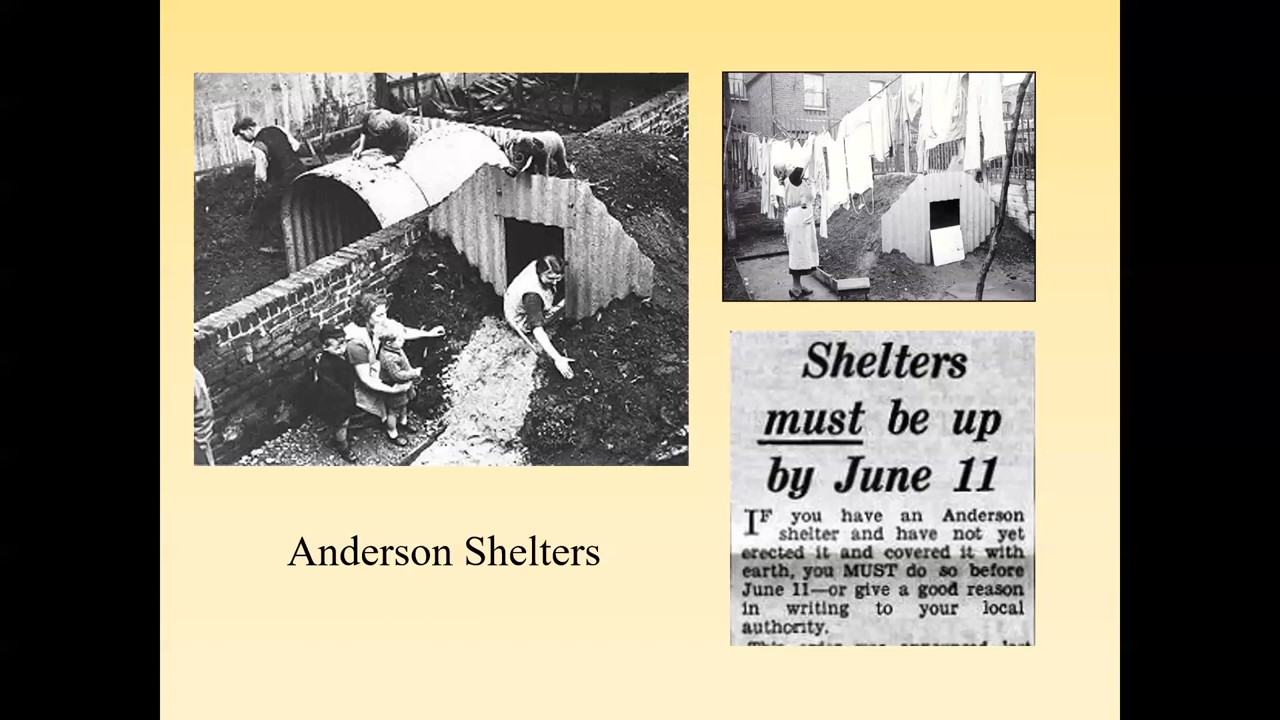 Shelters
must be up
by June 11
IF you have an Anderson
shelter and have not yet
erected it and covered it with
earth, you MUST do so before
June 11—or give a good reason
in writing to your local
authority.
Anderson Shelters